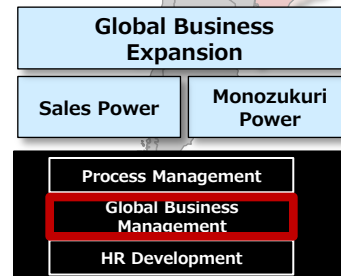 Global Business
Expansion
Sales Power
Monozukuri
Power
Process Management
Global Business
Management
HR Development